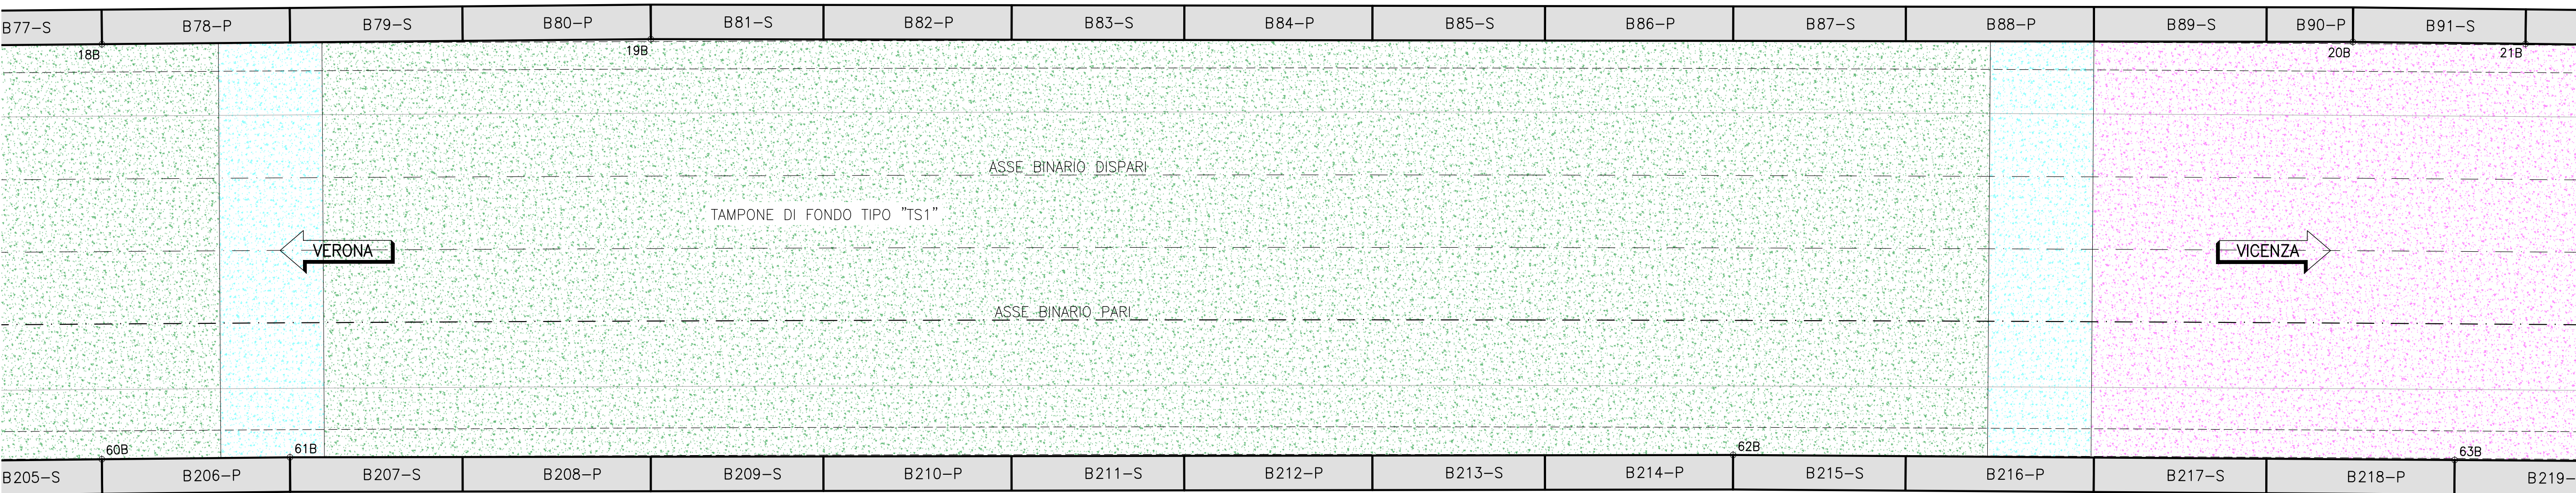 B77-S B78-P B79-S B80-P B81-S B82-P B83-S B84-P B85-S B86-P B87-S B88-P B89-S B90-P B91-S
18B 19B 20B 21B
ASSE BINARIO DISPARI
TAMPONE DI FONDO TIPO "TS1"
VERONA VICENZA
ASSE BINARIO PARI
60B 61B 62B 63B
B205-S B206-P B207-S B208-P B209-S B210-P B211-S B212-P B213-S B214-P B215-S B216-P B217-S B218-P B219-